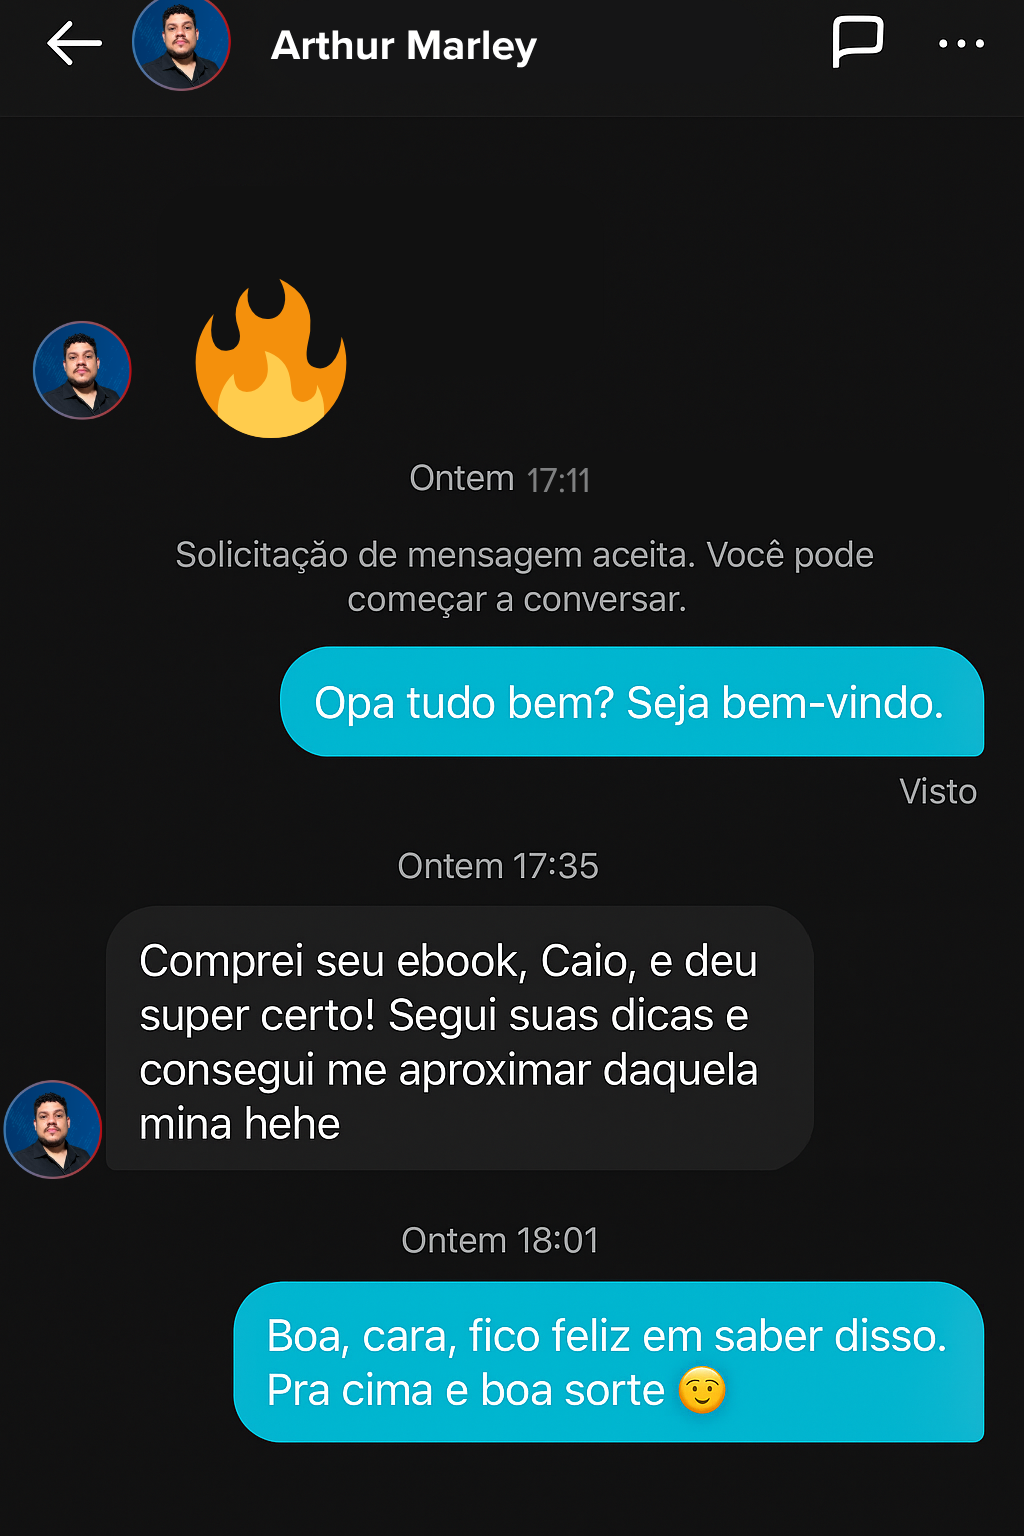 Arthur Marley
Ontem 17:11
Solicitação de mensagem aceita. Você pode
começar a conversar.
Opa tudo bem? Seja bem-vindo.
Visto
Ontem 17:35
Comprei seu ebook, Caio, e deu
super certo! Segui suas dicas e
consegui me aproximar daquela
mina hehe
Ontem 18:01
Boa, cara, fico feliz em saber disso.
Pra cima e boa sorte